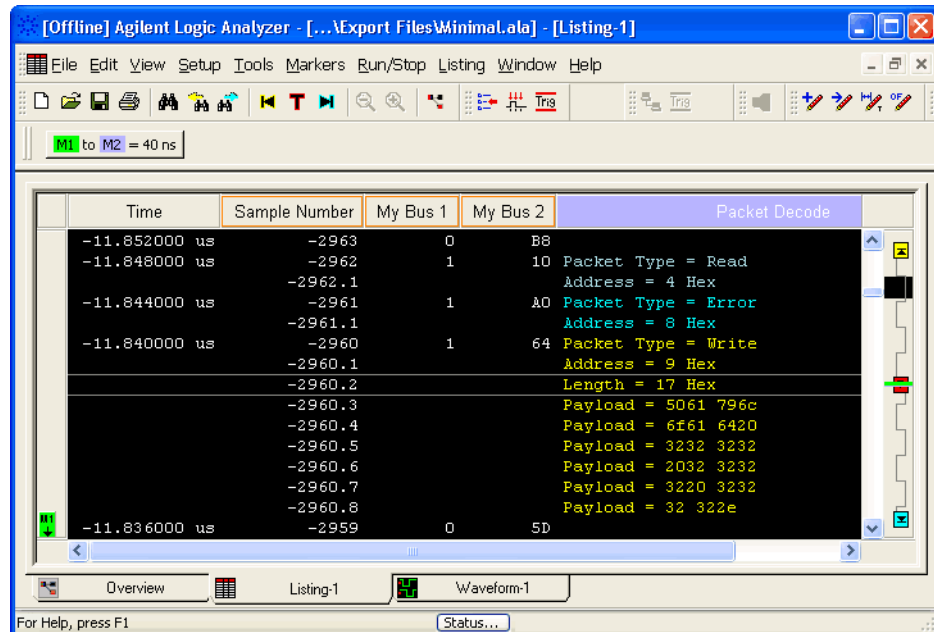 [Offline] Agilent Logic Analyzer - [...\Export Files\Minimal.ala] - [Listing-1]
File Edit View Setup Tools Markers Run/Stop Listing Window Help
T Trig Trig OF
M1 to M2 = 40 ns
Time Sample Number My Bus 1 My Bus 2 Packet Decode
-11.852000 us -2963 0 B8
-11.848000 us -2962 1 10 Packet Type = Read
-2962.1 Address = 4 Hex
-11.844000 us -2961 1 A0 Packet Type = Error
-2961.1 Address = 8 Hex
-11.840000 us -2960 1 64 Packet Type = Write
-2960.1 Address = 9 Hex
-2960.2 Length = 17 Hex
-2960.3 Payload = 5061 796c
-2960.4 Payload = 6f61 6420
-2960.5 Payload = 3232 3232
-2960.6 Payload = 2032 3232
-2960.7 Payload = 3220 3232
-2960.8 Payload = 32 322e
M1 -11.836000 us -2959 0 5D
Overview Listing-1 Waveform-1
For Help, press F1 Status...